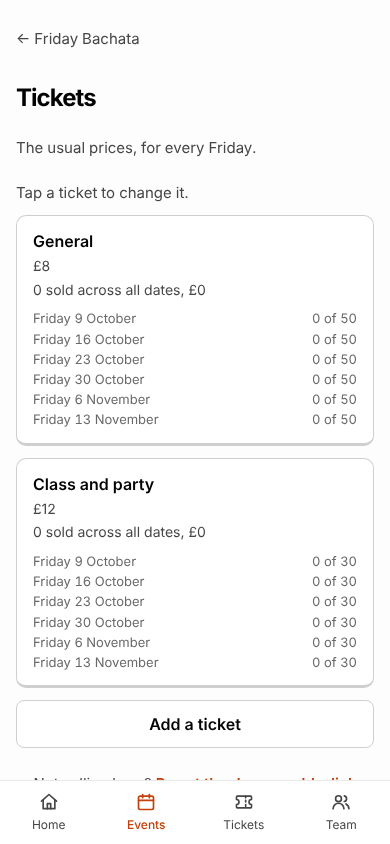 ← Friday Bachata
Tickets
The usual prices, for every Friday.
Tap a ticket to change it.
General
£8
0 sold across all dates, £0
Friday 9 October 0 of 50
Friday 16 October 0 of 50
Friday 23 October 0 of 50
Friday 30 October 0 of 50
Friday 6 November 0 of 50
Friday 13 November 0 of 50
Class and party
£12
0 sold across all dates, £0
Friday 9 October 0 of 30
Friday 16 October 0 of 30
Friday 23 October 0 of 30
Friday 30 October 0 of 30
Friday 6 November 0 of 30
Friday 13 November 0 of 30
Add a ticket
Home
Events
Tickets
Team